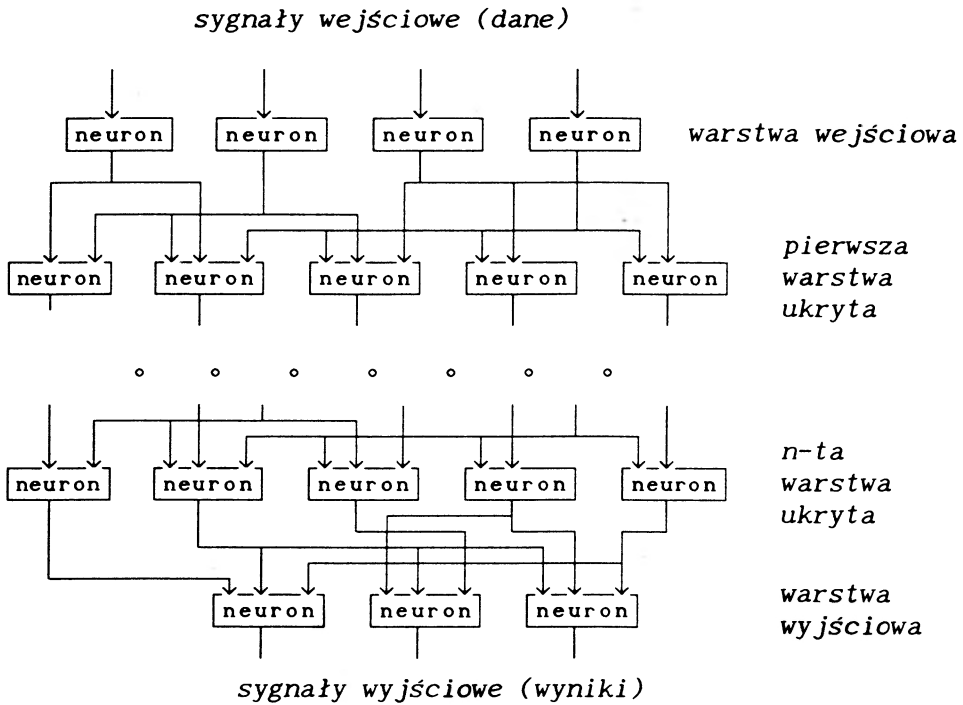 sygnały wejściowe (dane)
neuron neuron neuron neuron warstwa wejściowa
neuron neuron neuron neuron neuron
pierwsza
warstwa
ukryta
neuron neuron neuron neuron neuron
n-ta
warstwa
ukryta
neuron neuron neuron
warstwa
wyjściowa
sygnały wyjściowe (wyniki)